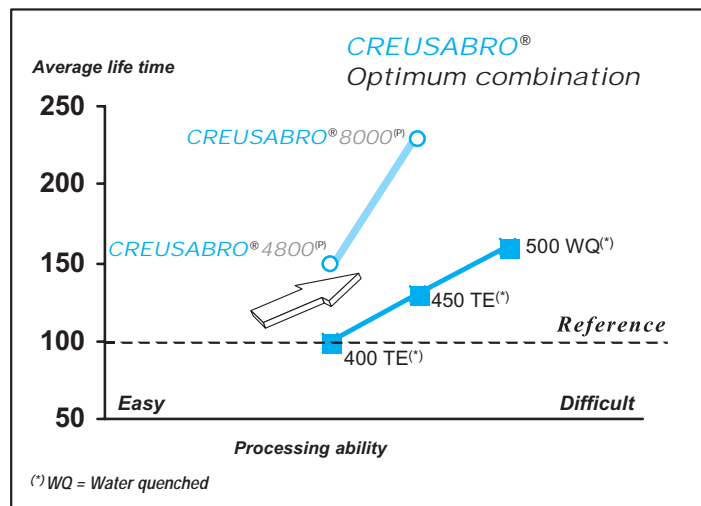 CREUSABRO®
Optimum combination
Average life time
250
CREUSABRO® 8000(P)
200
500 WQ(*)
CREUSABRO® 4800(P)
150
450 TE(*)
Reference
100
400 TE(*)
50
Easy
Difficult
Processing ability
(*) WQ = Water quenched